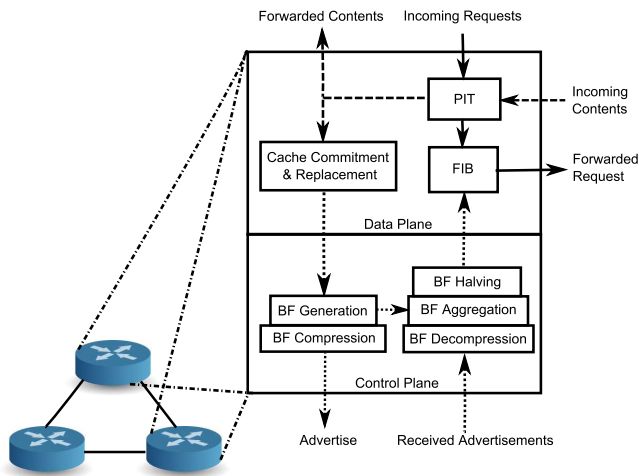 Forwarded Contents
Incoming Requests
PIT
Incoming
Contents
Cache Commitment
& Replacement
FIB
Forwarded
Request
Data Plane
BF Halving
BF Generation
BF Aggregation
BF Compression
BF Decompression
Control Plane
Advertise
Received Advertisements